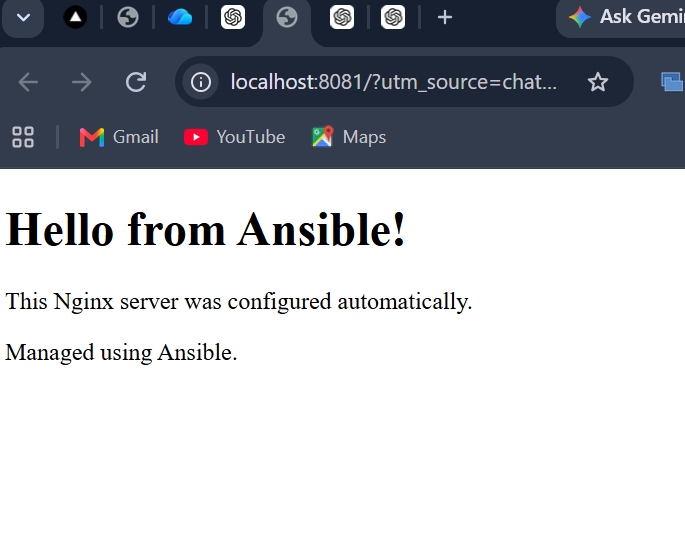 Ask Gemi
localhost:8081/?utm_source=chat...
Gmail
YouTube
Maps
Hello from Ansible!
This Nginx server was configured automatically.
Managed using Ansible.